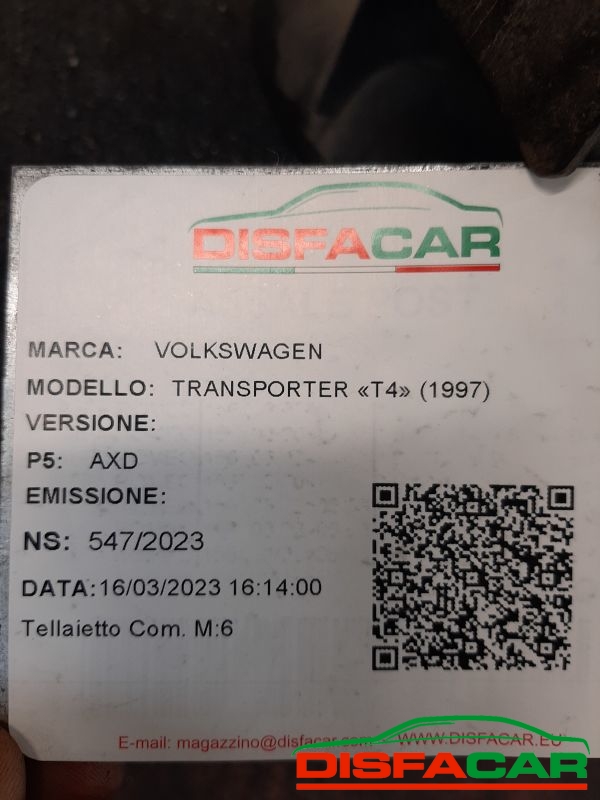 DISFACAR
MARCA: VOLKSWAGEN
MODELLO: TRANSPORTER «T4» (1997)
VERSIONE:
P5: AXD
EMISSIONE:
NS: 547/2023
DATA:16/03/2023 16:14:00
Tellaietto Com. M:6
E-mail: magazzino@disfacar.com - WWW.DISFACAR.EU
DISFACAR